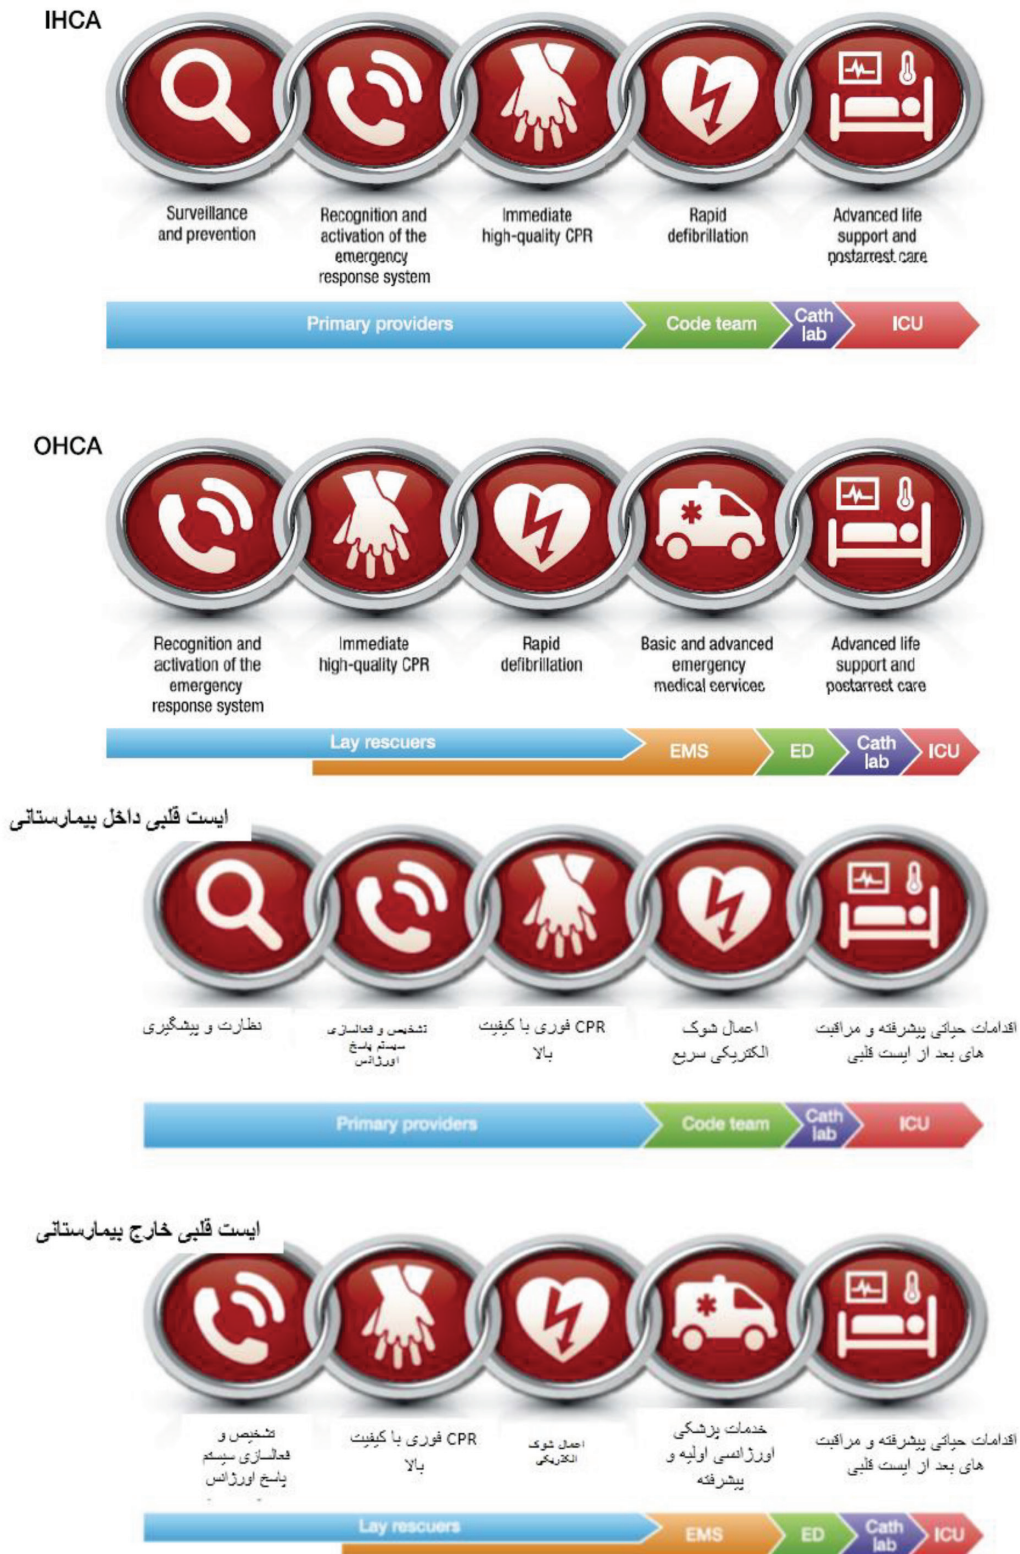 IHCA
Surveillance
and prevention
Recognition and
activation of the
emergency
response system
Immediate
high-quality CPR
Rapid
defibrillation
Advanced life
support and
postarrest care
Primary providers
Code team
Cath
lab
ICU
OHCA
Recognition and
activation of the
emergency
response system
Immediate
high-quality CPR
Rapid
defibrillation
Basic and advanced
emergency
medical services
Advanced life
support and
postarrest care
Lay rescuers
EMS
ED
Cath
lab
ICU
ایست قلبی داخل بیمارستانی
نظارت و پیشگیری
تشخیص و فعالسازی
سیستم پاسخ
اورژانس
CPR فوری با کیفیت
بالا
اعمال شوک
الکتریکی سریع
اقدامات حیاتی پیشرفته و مراقبت
های بعد از ایست قلبی
Primary providers
Code team
Cath
lab
ICU
ایست قلبی خارج بیمارستانی
تشخیص و
فعالسازی سیستم
پاسخ اورژانس
CPR فوری با کیفیت
بالا
اعمال شوک
الکتریکی
خدمات پزشکی
اورژانسی اولیه و
پیشرفته
اقدامات حیاتی پیشرفته و مراقبت
های بعد از ایست قلبی
Lay rescuers
EMS
ED
Cath
lab
ICU